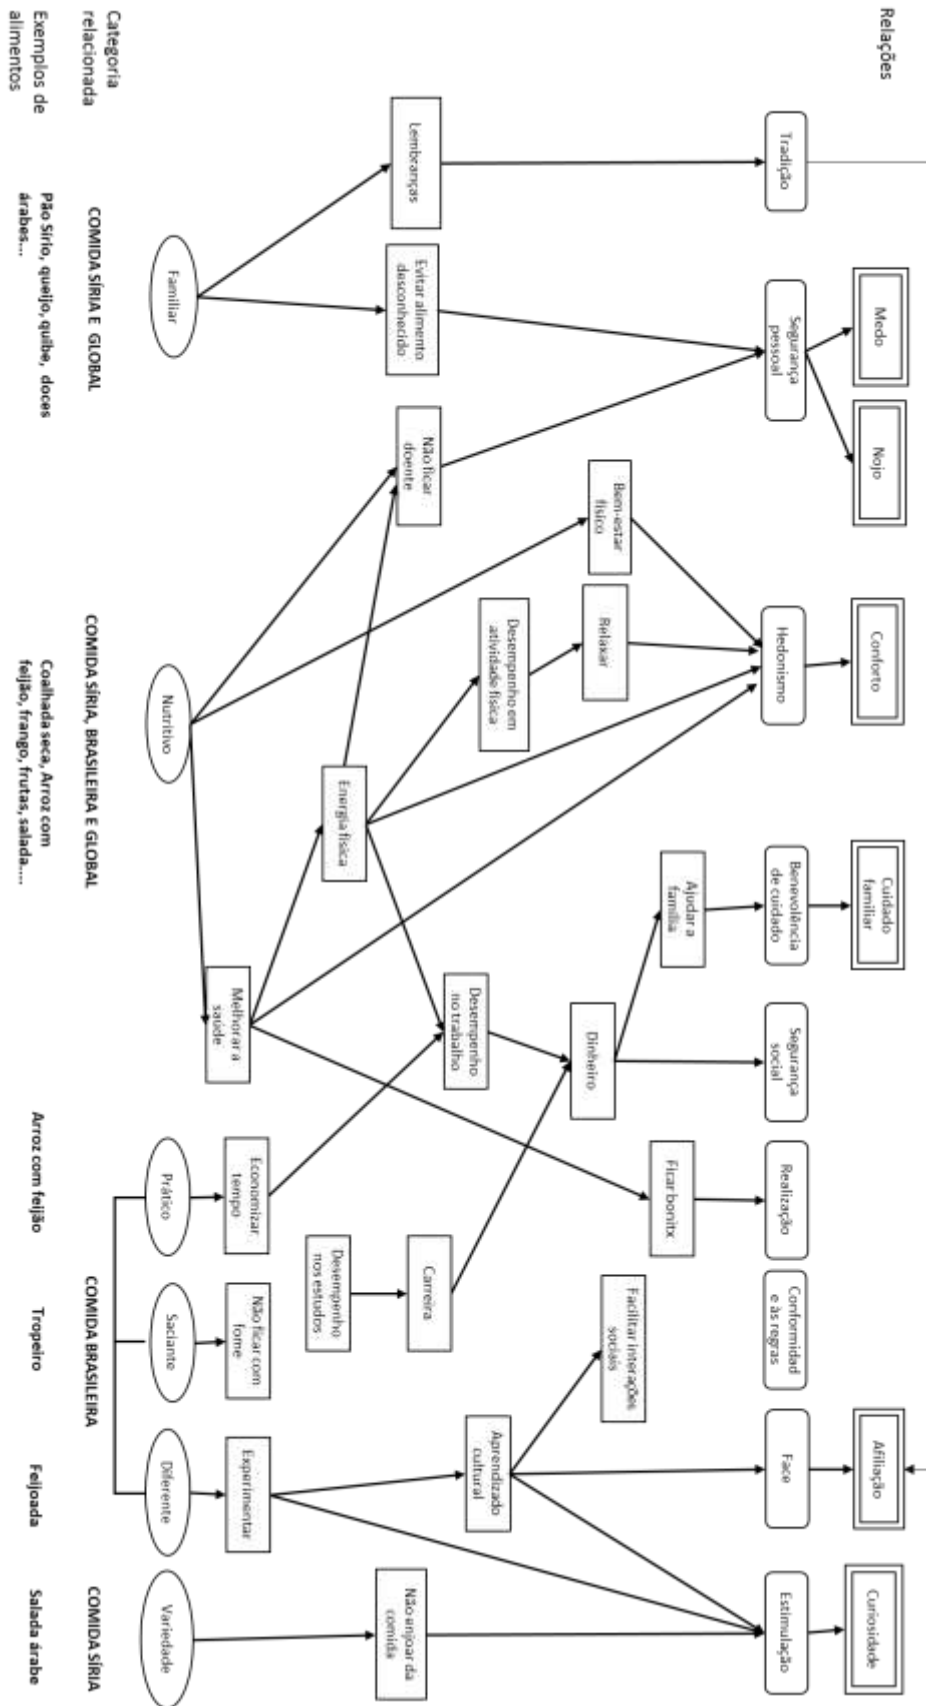 Relações
Tradição
Segurança
pessoal
Medo
Nojo
Hedonismo
Conforto
Benevolência
de cuidado
Cuidado
familiar
Segurança
social
Realização
Conformidad
e às regras
Face
Afiliação
Estimulação
Curiosidade
Lembranças
Evitar alimento
desconhecido
Não ficar
doente
Bem-estar
físico
Relaxar
Desempenho em
atividade física
Energia física
Melhorar a
saúde
Ajudar a
família
Dinheiro
Desempenho
no trabalho
Ficar bonitx
Economizar
tempo
Desempenho
nos estudos
Carreira
Não ficar com
fome
Facilitar interações
sociais
Aprendizado
cultural
Experimentar
Não enjoar da
comida
Familiar
Nutritivo
Prático
Saciante
Diferente
Variedade
Categoria
relacionada
COMIDA SÍRIA E GLOBAL
COMIDA SÍRIA, BRASILEIRA E GLOBAL
COMIDA BRASILEIRA
COMIDA SÍRIA
Exemplos de
alimentos
Pão Sírio, queijo, quibe, doces
árabes...
Coalhada seca, Arroz com
feijão, frango, frutas, salada.....
Arroz com feijão
Tropeiro
Feijoada
Salada árabe